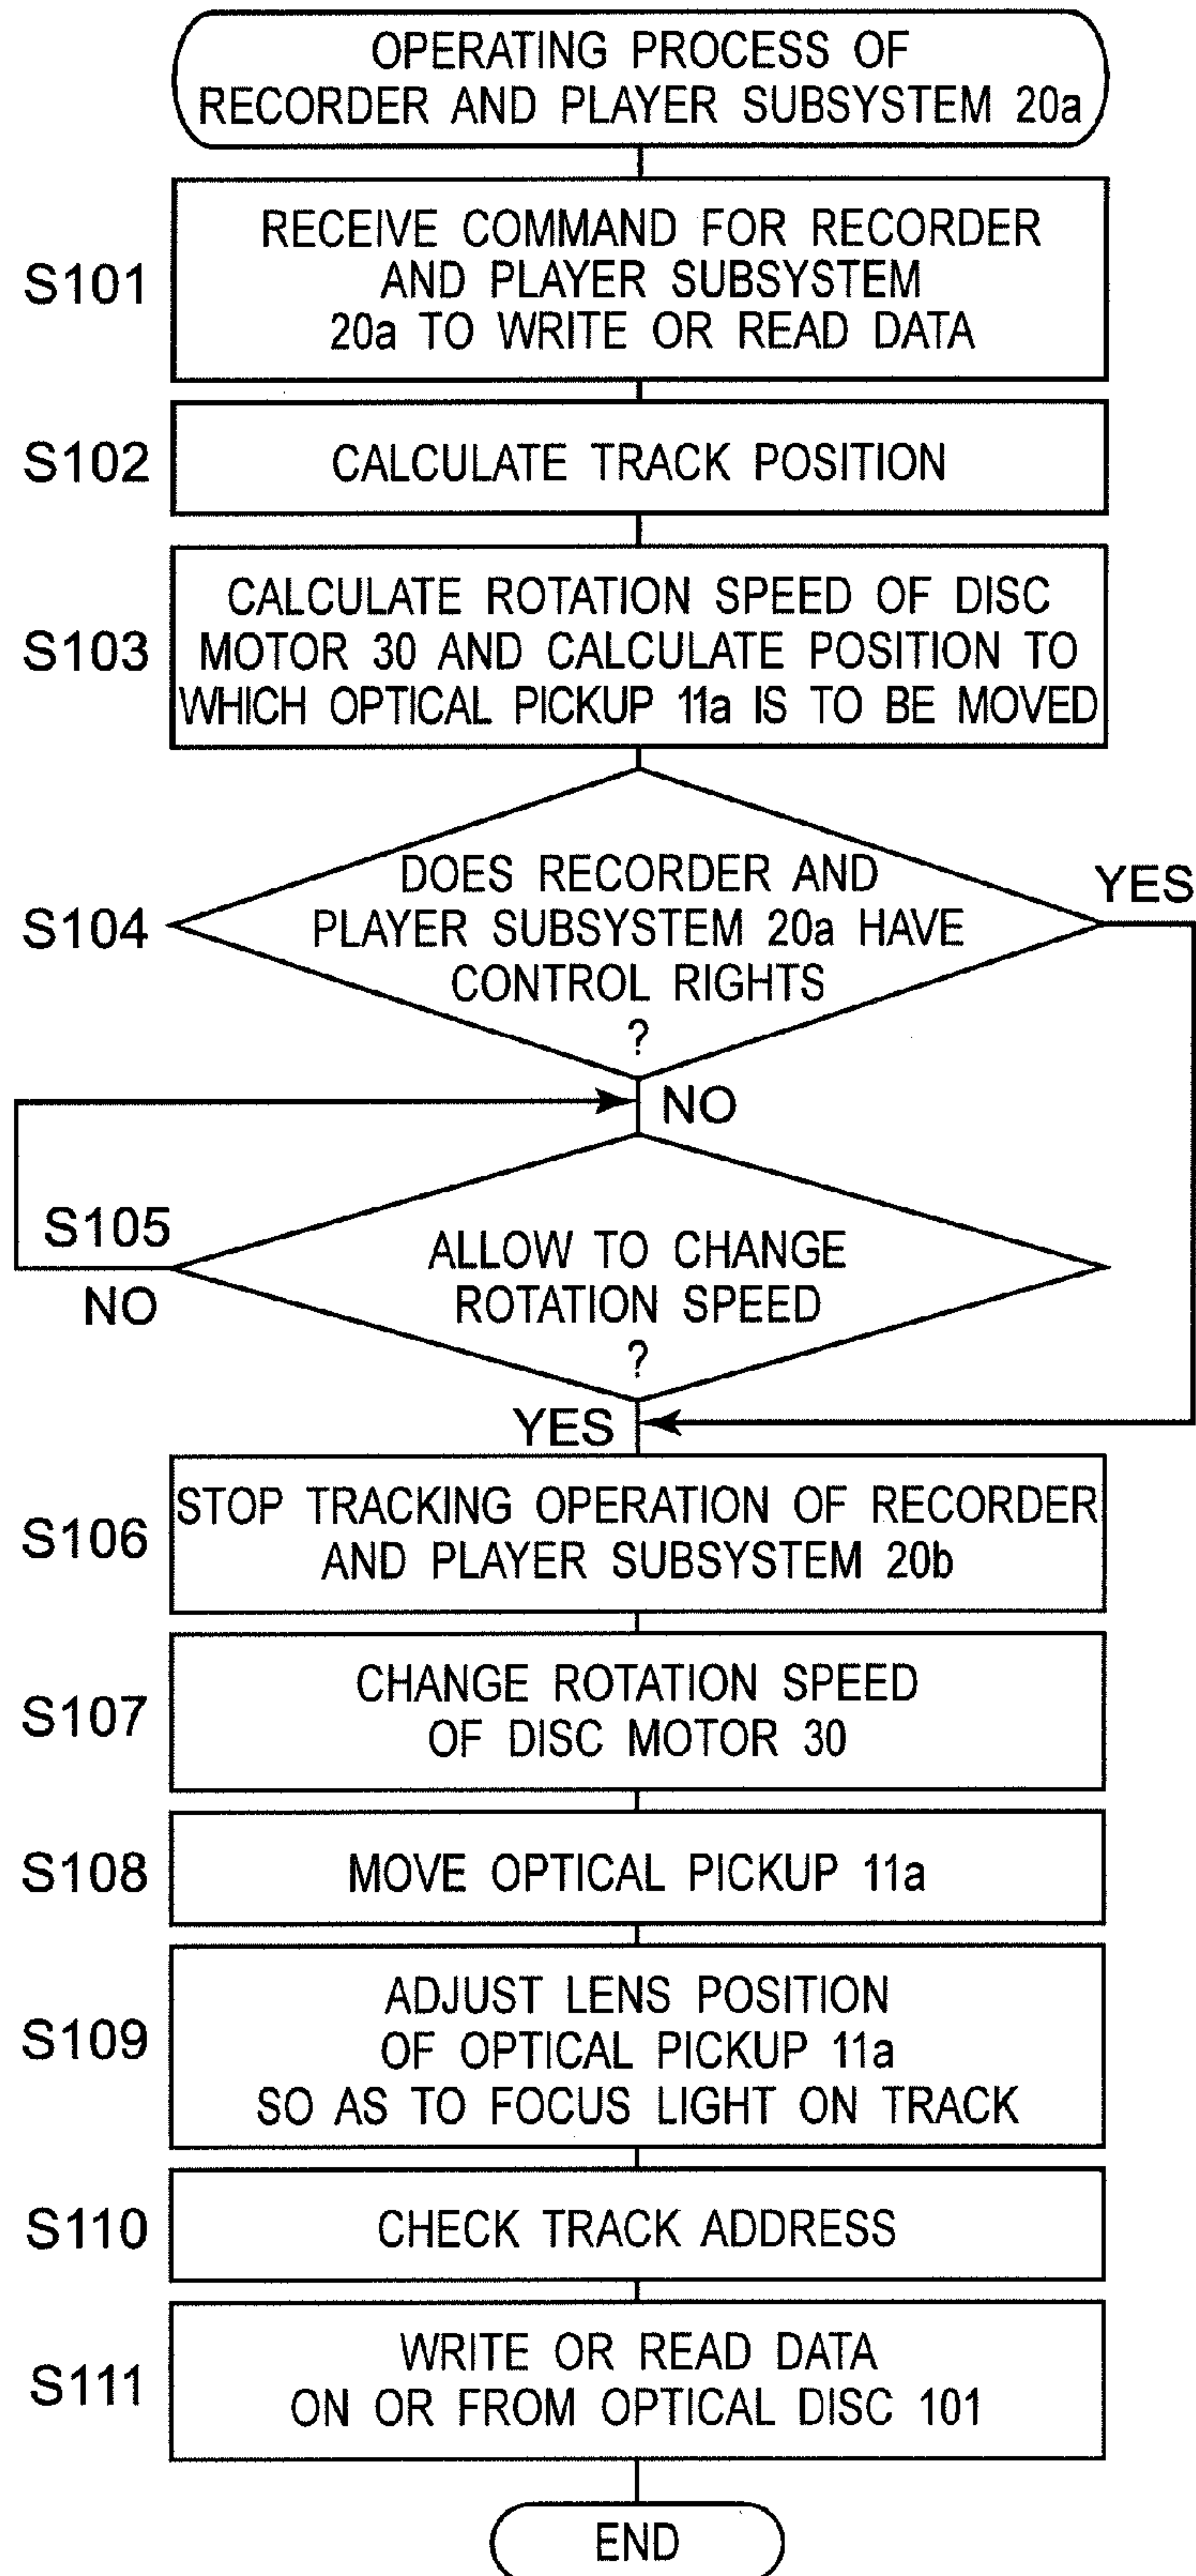 OPERATING PROCESS OF
RECORDER AND PLAYER SUBSYSTEM 20a
S101
RECEIVE COMMAND FOR RECORDER
AND PLAYER SUBSYSTEM
20a TO WRITE OR READ DATA
S102
CALCULATE TRACK POSITION
S103
CALCULATE ROTATION SPEED OF DISC
MOTOR 30 AND CALCULATE POSITION TO
WHICH OPTICAL PICKUP 11a IS TO BE MOVED
S104
DOES RECORDER AND
PLAYER SUBSYSTEM 20a HAVE
CONTROL RIGHTS
?
YES
NO
S105
NO
ALLOW TO CHANGE
ROTATION SPEED
?
YES
S106
STOP TRACKING OPERATION OF RECORDER
AND PLAYER SUBSYSTEM 20b
S107
CHANGE ROTATION SPEED
OF DISC MOTOR 30
S108
MOVE OPTICAL PICKUP 11a
S109
ADJUST LENS POSITION
OF OPTICAL PICKUP 11a
SO AS TO FOCUS LIGHT ON TRACK
S110
CHECK TRACK ADDRESS
S111
WRITE OR READ DATA
ON OR FROM OPTICAL DISC 101
END